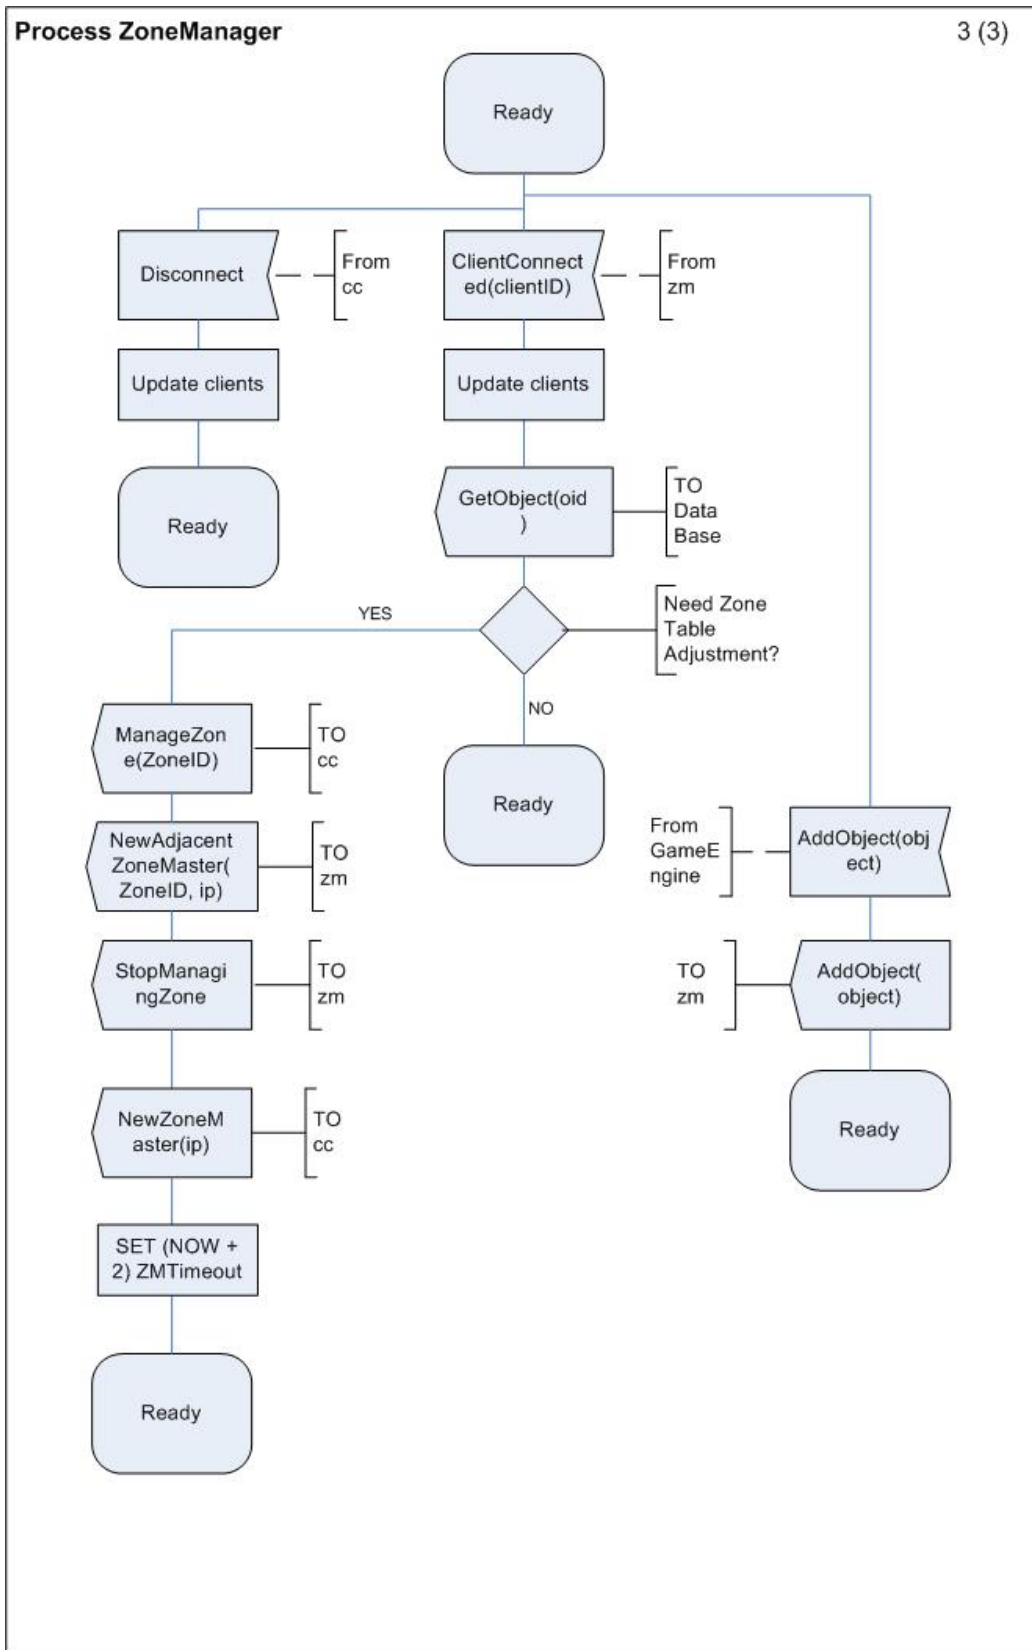 Process ZoneManager
3 (3)
Ready
Disconnect
From
cc
ClientConnect
ed(clientID)
From
zm
Update clients
Update clients
Ready
GetObject(oid
)
TO
Data
Base
YES
Need Zone
Table
Adjustment?
NO
Ready
ManageZon
e(ZoneID)
TO
cc
NewAdjacent
ZoneMaster(
ZoneID, ip)
TO
zm
StopManagi
ngZone
TO
zm
NewZoneM
aster(ip)
TO
cc
SET (NOW +
2) ZMTimeout
Ready
From
GameE
ngine
AddObject(obj
ect)
TO
zm
AddObject(
object)
Ready